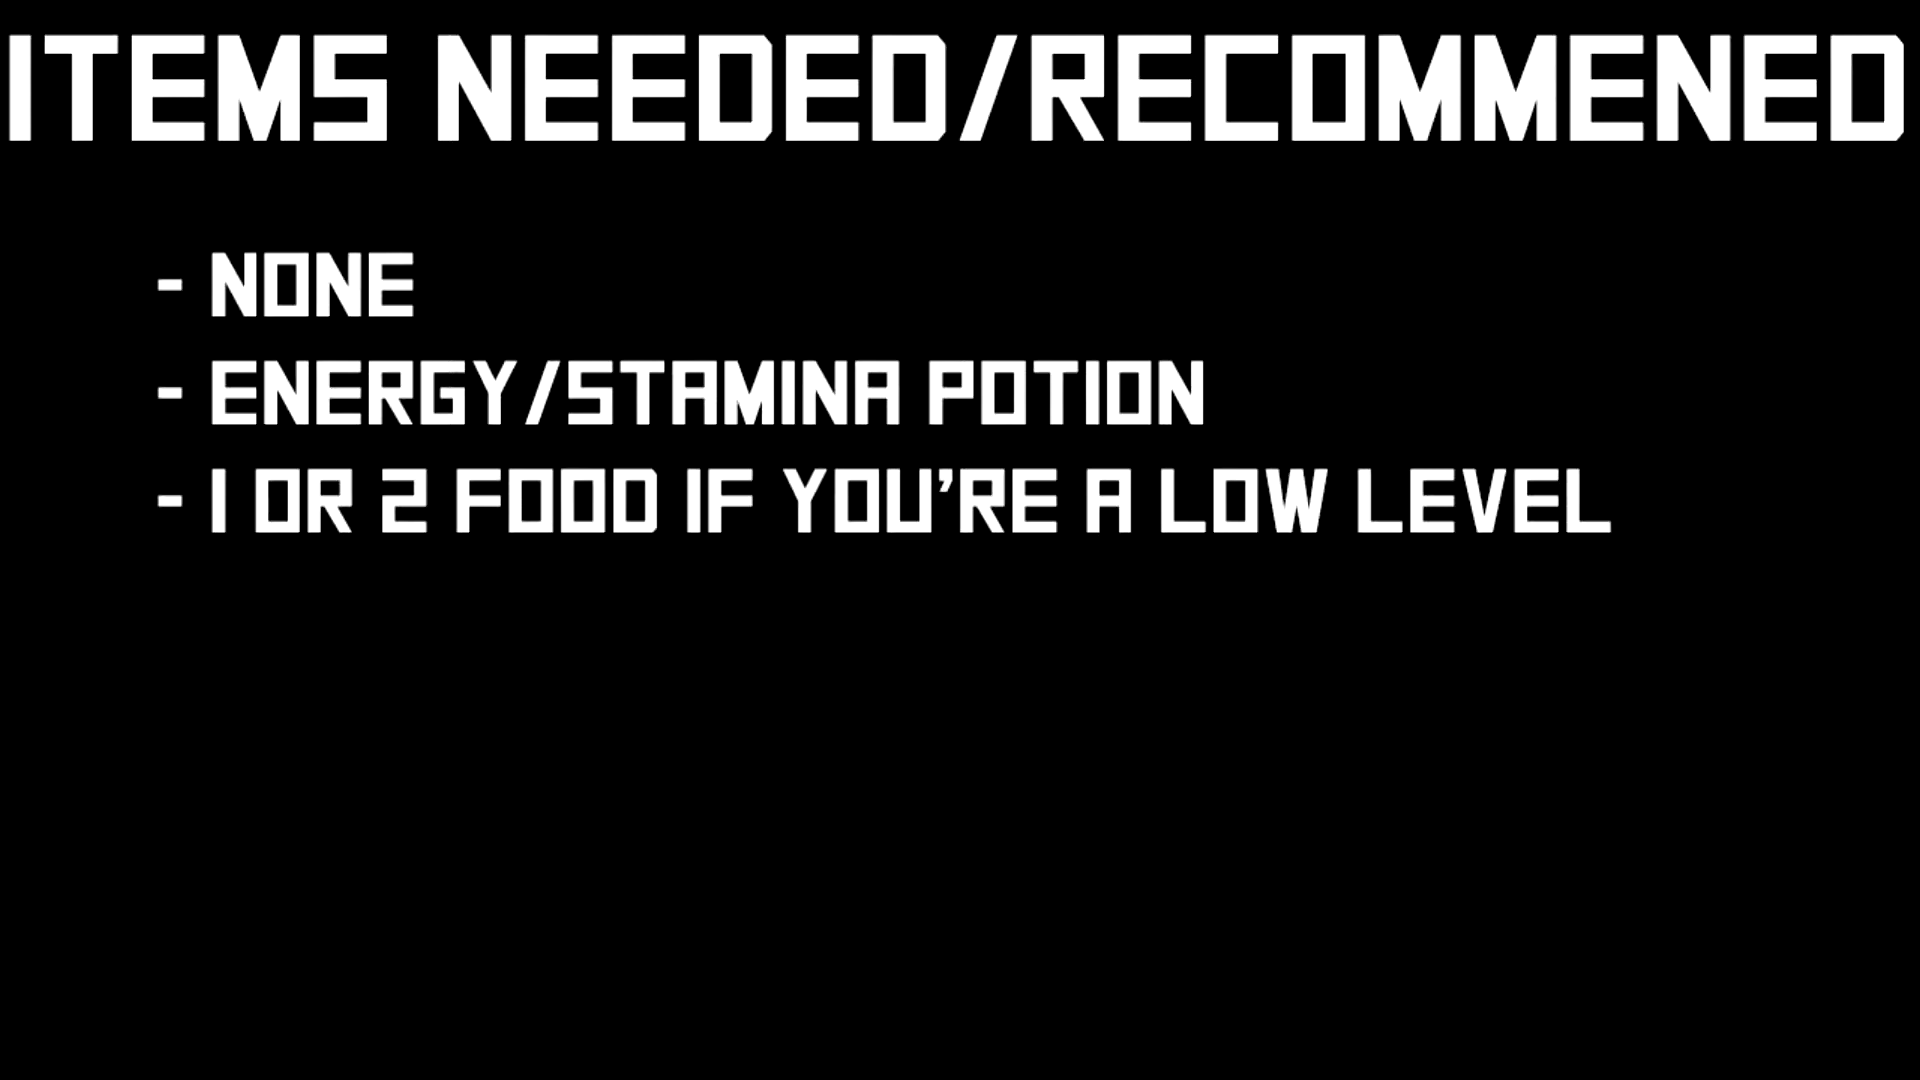 ITEMS NEEDED/RECOMMENED
- NONE
- ENERGY/STAMINA POTION
- 1 OR 2 FOOD IF YOU'RE A LOW LEVEL